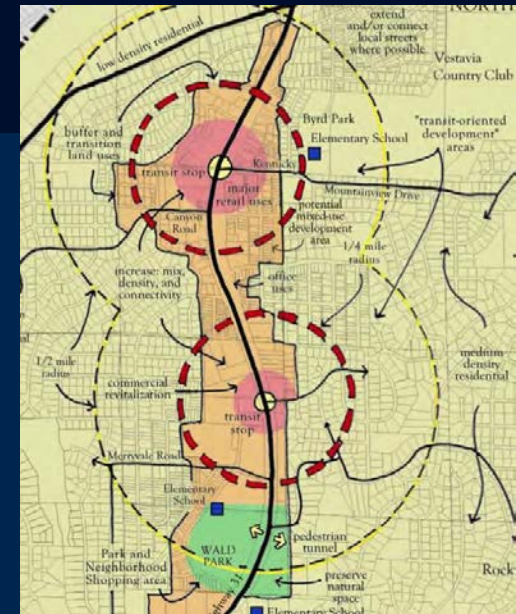 NORTH
extend
and/or connect
local streets
where possible
low density residential
Vestavia
Country Club
buffer and
transition
land uses
Byrd Park
Elementary School
"transit-oriented
development"
areas
transit stop
Kentucky
major
retail uses
Mountainview Drive
Canyon
Road
potential
mixed-use
development
area
1/4 mile
radius
increase: mix,
density, and
connectivity
office
uses
1/2 mile
radius
medium
density
residential
commercial
revitalization
transit
stop
Merryvale Road
Elementary
School
WALD
PARK
pedestrian
tunnel
Park and
Neighborhood
Shopping area
preserve
natural
space
Rock
31
Elementary School